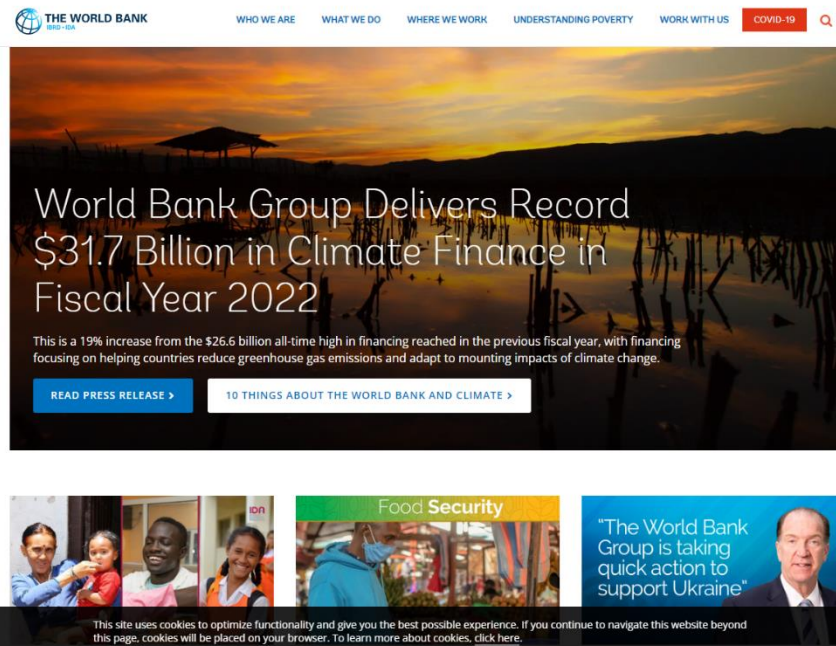 THE WORLD BANK
IBRD • IDA
WHO WE ARE
WHAT WE DO
WHERE WE WORK
UNDERSTANDING POVERTY
WORK WITH US
COVID-19
World Bank Group Delivers Record
$31.7 Billion in Climate Finance in
Fiscal Year 2022
This is a 19% increase from the $26.6 billion all-time high in financing reached in the previous fiscal year, with financing
focusing on helping countries reduce greenhouse gas emissions and adapt to mounting impacts of climate change.
READ PRESS RELEASE >
10 THINGS ABOUT THE WORLD BANK AND CLIMATE >
IDA
Food Security
"The World Bank
Group is taking
quick action to
support Ukraine"
This site uses cookies to optimize functionality and give you the best possible experience. If you continue to navigate this website beyond
this page, cookies will be placed on your browser. To learn more about cookies, click here.